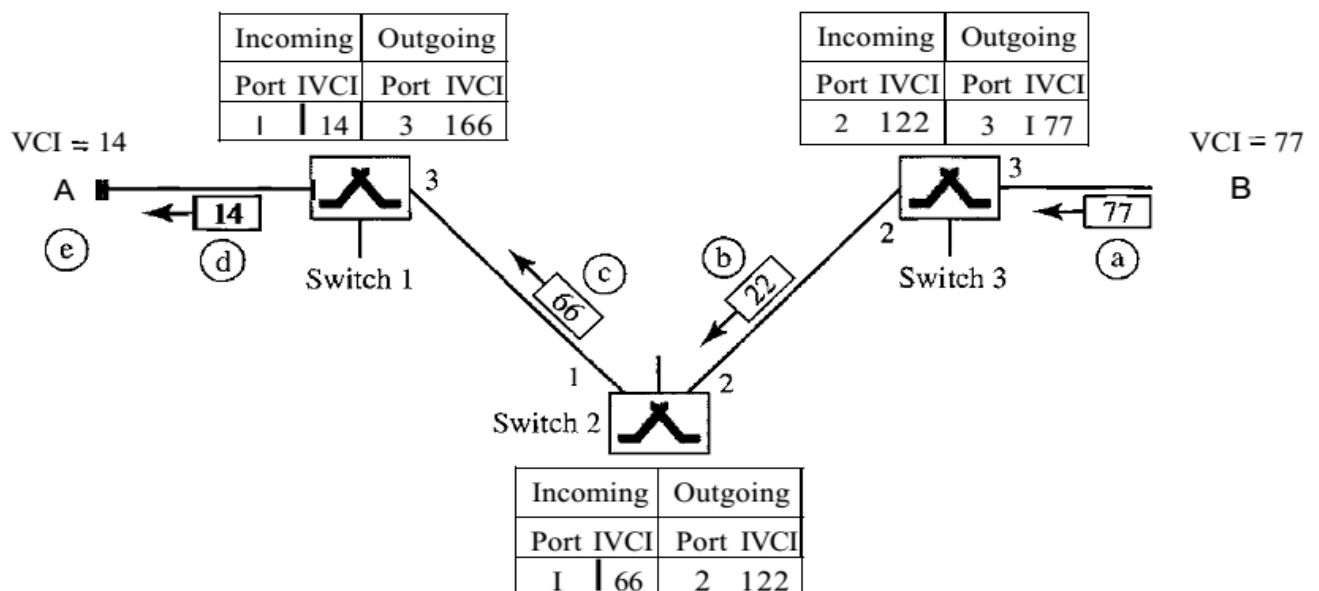 Incoming Outgoing
Port IVCI Port IVCI
I 14 3 166
Incoming Outgoing
Port IVCI Port IVCI
2 122 3 I 77
VCI = 14
VCI = 77
A
14
3
3
77
B
e
d
Switch 1
c
66
b
22
2
Switch 3
a
1
2
Switch 2
Incoming Outgoing
Port IVCI Port IVCI
I 66 2 122